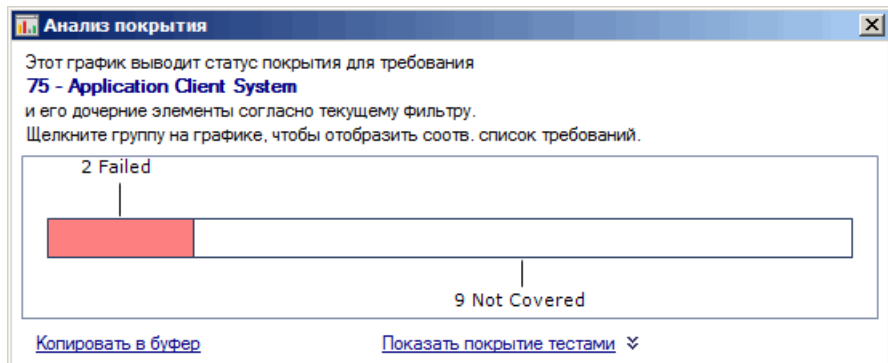 Анализ покрытия
Этот график выводит статус покрытия для требования
75 - Application Client System
и его дочерние элементы согласно текущему фильтру.
Щелкните группу на графике, чтобы отобразить соотв. список требований.
2 Failed
9 Not Covered
Копировать в буфер Показать покрытие тестами